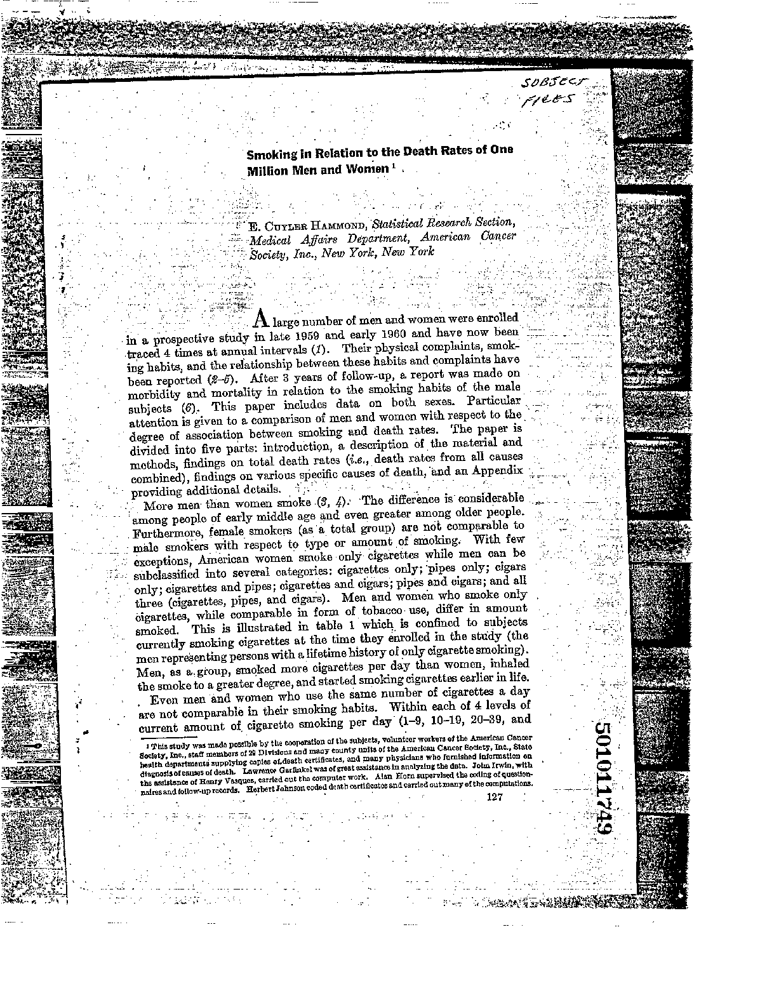 SUBJECT
FILES
Smoking in Relation to the Death Rates of One
Million Men and Women 1
E. CUYLER HAMMOND, Statistical Research Section,
Medical Affairs Department, American Cancer
Society, Inc., New York, New York
A large number of men and women were enrolled
in a prospective study in late 1959 and early 1960 and have now been
traced 4 times at annual intervals (1). Their physical complaints, smok-
ing habits, and the relationship between these habits and complaints have
been reported (2-5). After 3 years of follow-up, a report was made on
morbidity and mortality in relation to the smoking habits of the male
subjects (6). This paper includes data on both sexes. Particular
attention is given to a comparison of men and women with respect to the
degree of association between smoking and death rates. The paper is
divided into five parts: introduction, a description of the material and
methods, findings on total death rates (i.e., death rates from all causes
combined), findings on various specific causes of death, and an Appendix
providing additional details.
More men than women smoke (3, 4). The difference is considerable
among people of early middle age and even greater among older people.
Furthermore, female smokers (as a total group) are not comparable to
male smokers with respect to type or amount of smoking. With few
exceptions, American women smoke only cigarettes while men can be
subclassified into several categories: cigarettes only; pipes only; cigars
only; cigarettes and pipes; cigarettes and cigars; pipes and cigars; and all
three (cigarettes, pipes, and cigars). Men and women who smoke only
cigarettes, while comparable in form of tobacco use, differ in amount
smoked. This is illustrated in table 1 which is confined to subjects
currently smoking cigarettes at the time they enrolled in the study (the
men representing persons with a lifetime history of only cigarette smoking).
Men, as a group, smoked more cigarettes per day than women, inhaled
the smoke to a greater degree, and started smoking cigarettes earlier in life.
Even men and women who use the same number of cigarettes a day
are not comparable in their smoking habits. Within each of 4 levels of
current amount of cigarette smoking per day (1-9, 10-19, 20-39, and
1 This study was made possible by the cooperation of the subjects, volunteer workers of the American Cancer
Society, Inc., staff members of 22 Divisions and many county units of the American Cancer Society, Inc., State
health departments supplying copies of death certificates, and many physicians who furnished information on
diagnosis of causes of death. Lawrence Garfinkel was of great assistance in analyzing the data. John Irwin, with
the assistance of Henry Vasquez, carried out the computer work. Alan Horn supervised the coding of question-
naires and follow-up records. Herbert Johnson coded death certificates and carried out many of the computations.
127
501011749